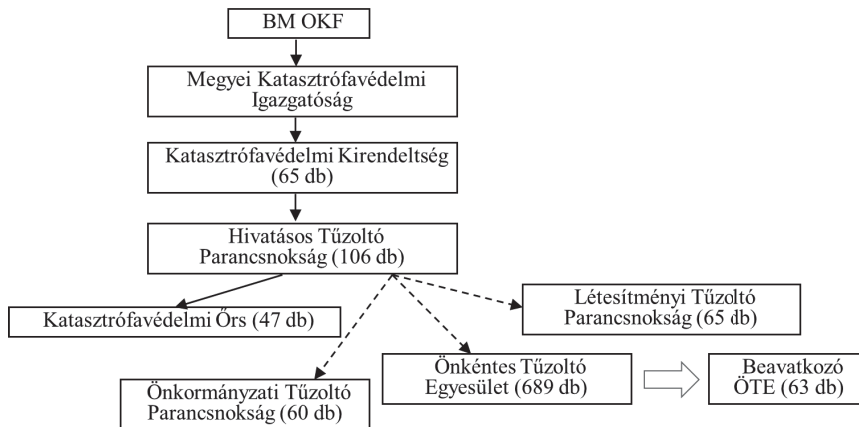 BM OKF
Megyei Katasztrófavédelmi
Igazgatóság
Katasztrófavédelmi Kirendeltség
(65 db)
Hivatásos Tűzoltó
Parancsnokság (106 db)
Katasztrófavédelmi Őrs (47 db)
Létesítményi Tűzoltó
Parancsnokság (65 db)
Önkormányzati Tűzoltó
Parancsnokság (60 db)
Önkéntes Tűzoltó
Egyesület (689 db)
Beavatkozó
ÖTE (63 db)